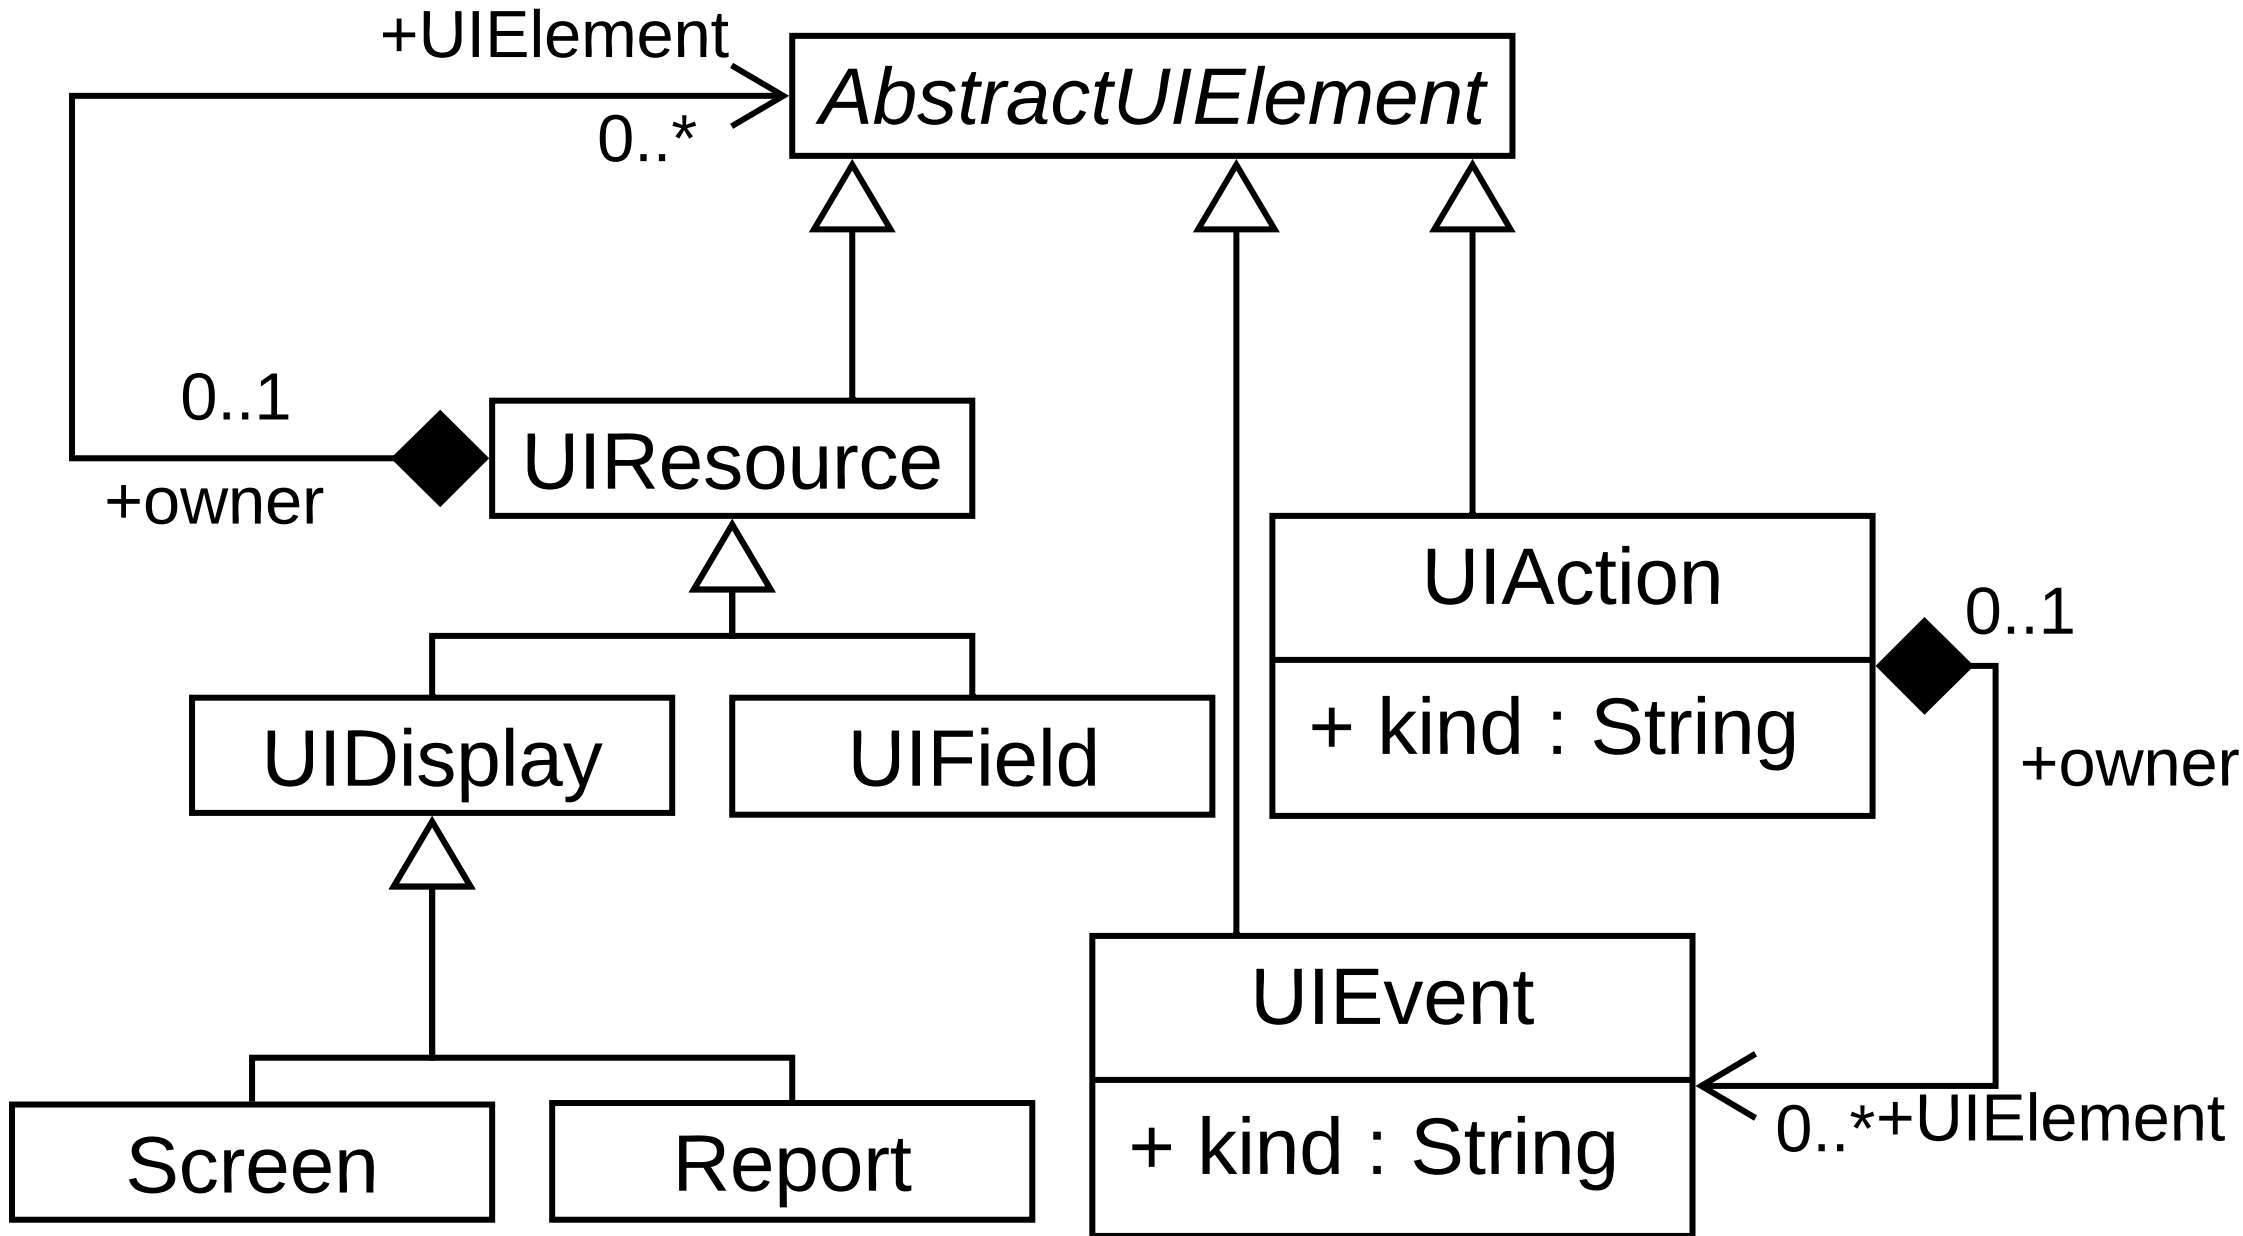 +UIElement
AbstractUIElement
0..*
0..1
UIResource
+owner
UIAction
0..1
+ kind : String
UIDisplay
UIField
+owner
UIEvent
+ kind : String
0..*
+UIElement
Screen
Report